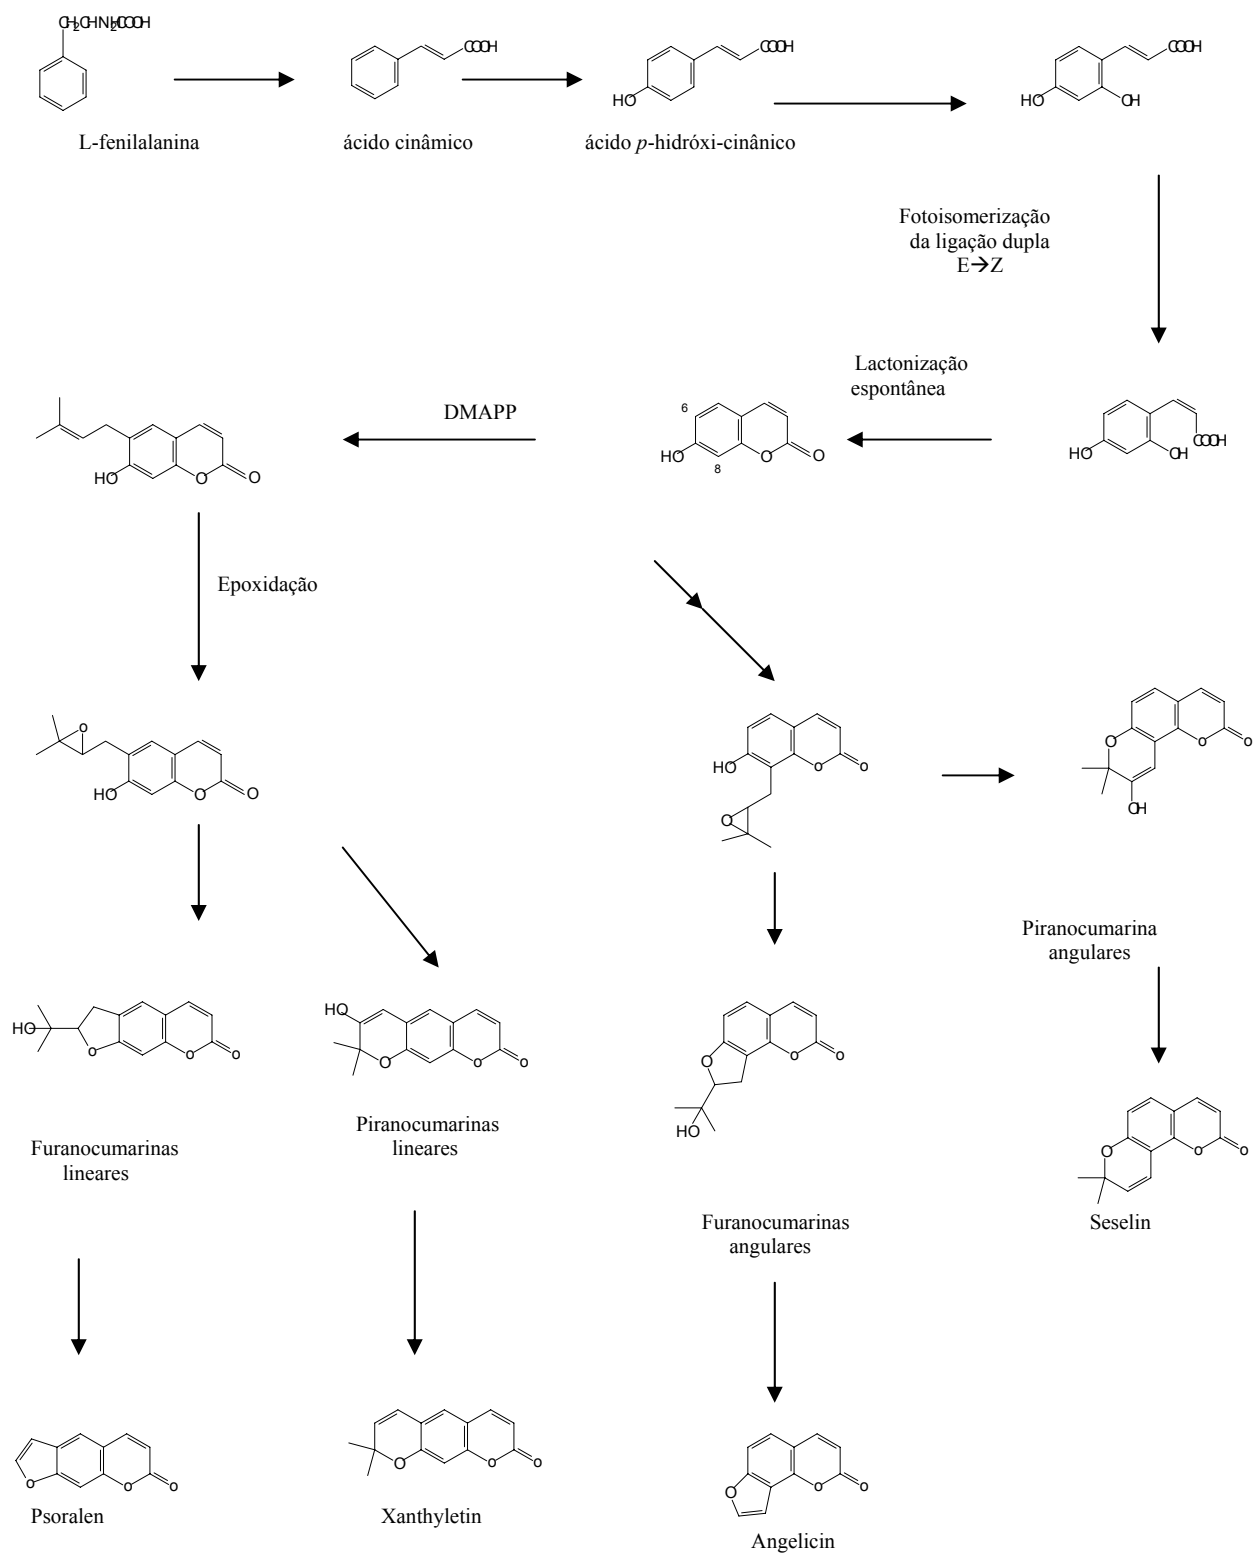 CH2CHNH2COOH
COOH
COOH
HO
COOH
HO
OH
L-fenilalanina
ácido cinâmico
ácido p-hidróxi-cinânico
Fotoisomerização
da ligação dupla
E→Z
Lactonização
espontânea
DMAPP
HO
O
O
6
HO
8
O
O
HO
OH
COOH
Epoxidação
O
HO
O
O
HO
O
O
O
O
O
O
OH
Piranocumarina
angulares
HO
O
O
O
HO
O
O
O
O
O
O
HO
Furanocumarinas
lineares
Piranocumarinas
lineares
O
O
O
Seselin
Furanocumarinas
angulares
O
O
O
Psoralen
O
O
O
Xanthyletin
O
O
O
Angelicin